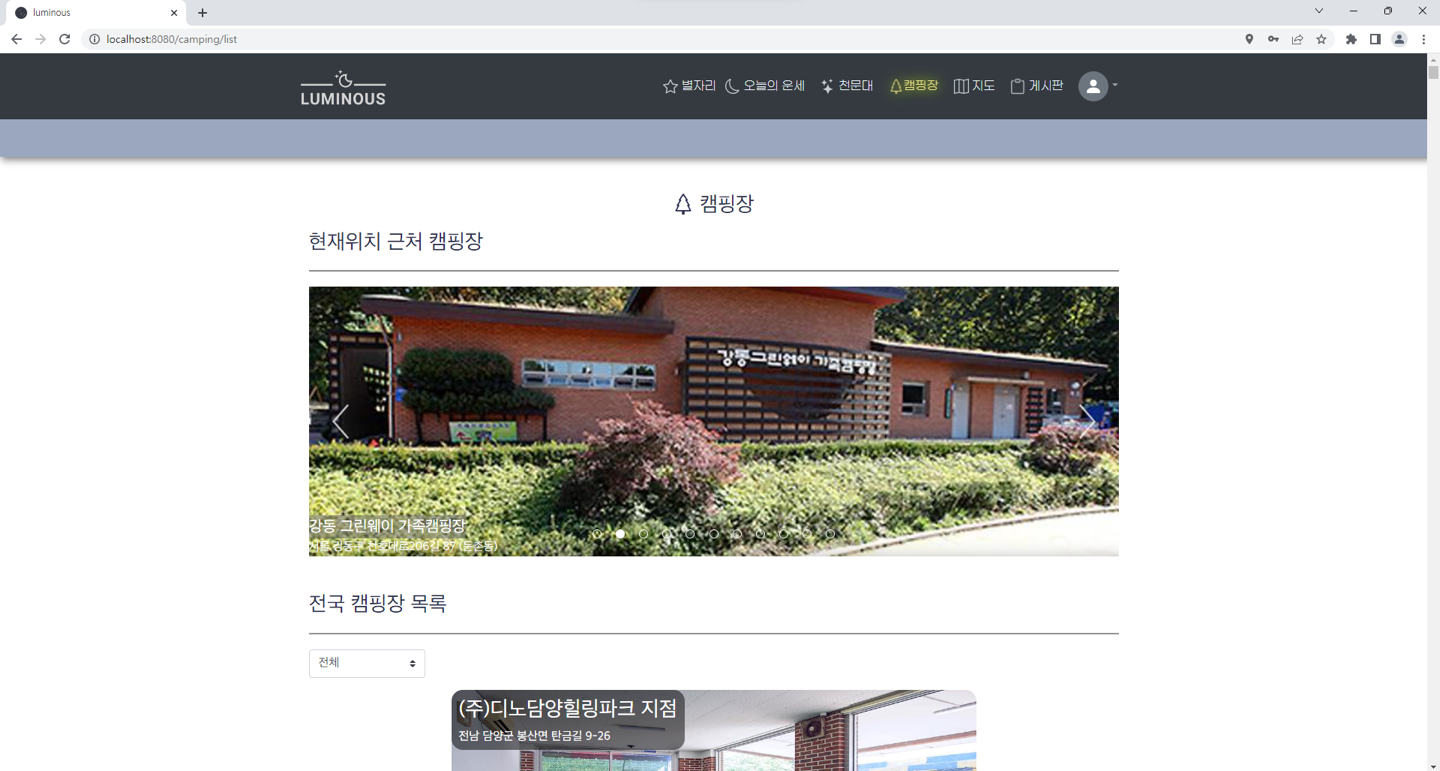 luminous
localhost:8080/camping/list
LUMINOUS
별자리 오늘의 운세 천문대 캠핑장 지도 게시판
캠핑장
현재위치 근처 캠핑장
강동그린웨이 가족캠핑장
강동 그린웨이 가족캠핑장
서울 강동구 천호대로206길 87 (둔촌동)
전국 캠핑장 목록
전체
(주)디노담양힐링파크 지점
전남 담양군 봉산면 탄금길 9-26